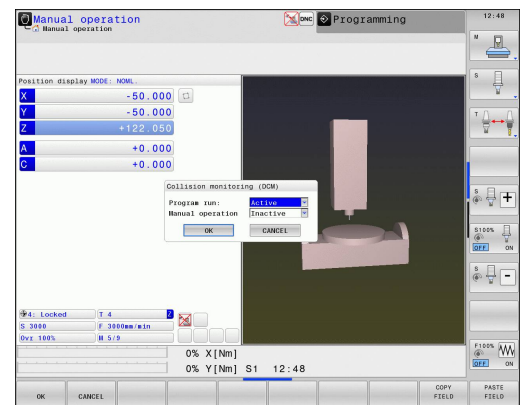 Manual operation
Manual operation
DNC
Programming
12:48
Position display MODE: NOML.
X -50.000
Y -50.000
Z +122.050
A +0.000
C +0.000
Collision monitoring (DCM)
Program run: Active
Manual operation Inactive
OK CANCEL
4: Locked T 4 Z
S 3000 F 3000mm/min
Ovr 100% M 5/9
0% X[Nm]
0% Y[Nm] S1 12:48
M
S
T
S +
S100%
OFF ON
S -
F100% W
OFF ON
OK
CANCEL
COPY FIELD
PASTE FIELD